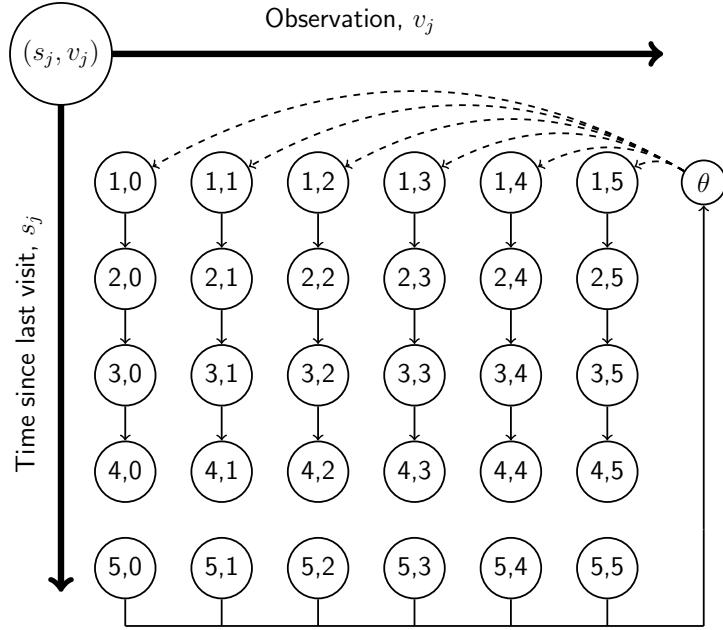 Observation, $v_j$
$(s_j, v_j)$
Time since last visit, $s_j$
1,0 1,1 1,2 1,3 1,4 1,5 θ
2,0 2,1 2,2 2,3 2,4 2,5
3,0 3,1 3,2 3,3 3,4 3,5
4,0 4,1 4,2 4,3 4,4 4,5
5,0 5,1 5,2 5,3 5,4 5,5